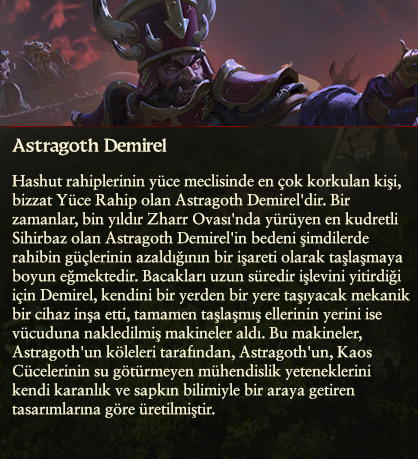 Astragoth Demirel
Hashut rahiplerinin yüce meclisinde en çok korkulan kişi,
bizzat Yüce Rahip olan Astragoth Demirel'dir. Bir
zamanlar, bin yıldır Zharr Ovası'nda yürüyen en kudretli
Sihirbaz olan Astragoth Demirel'in bedeni şimdilerde
rahibin güçlerinin azaldığının bir işareti olarak taşlaşmaya
boyun eğmektedir. Bacakları uzun süredir işlevini yitirdiği
için Demirel, kendini bir yerden bir yere taşıyacak mekanik
bir cihaz inşa etti, tamamen taşlaşmış ellerinin yerini ise
vücuduna nakledilmiş makineler aldı. Bu makineler,
Astragoth'un köleleri tarafından, Astragoth'un, Kaos
Cücelerinin su götürmeyen mühendislik yeteneklerini
kendi karanlık ve sapkın bilimiyle bir araya getiren
tasarımlarına göre üretilmiştir.